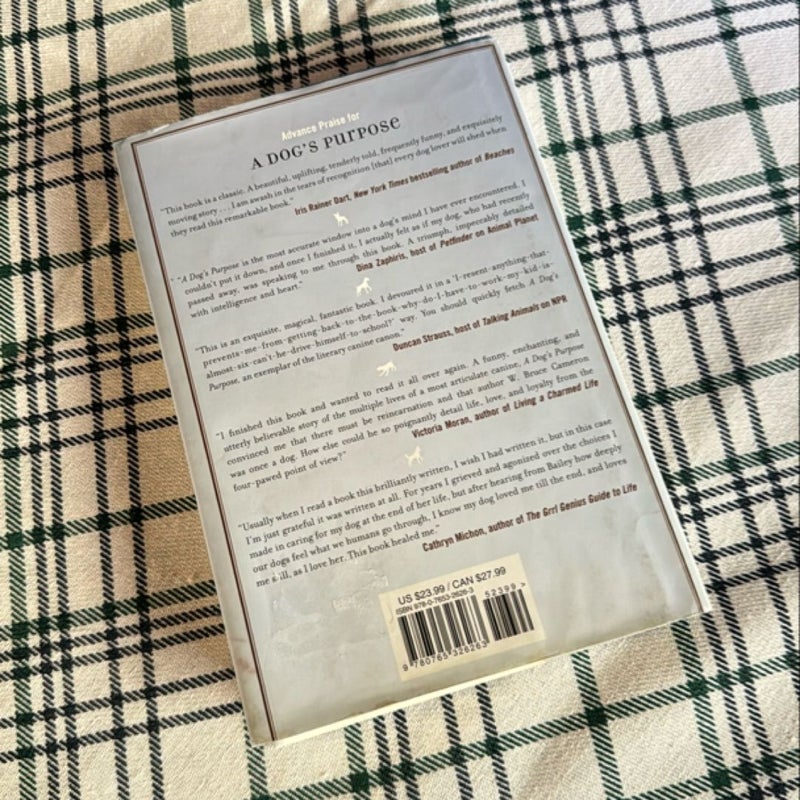 Advance Praise for
A DOG'S PURPOSE
"This book is a classic. A beautiful, uplifting, tenderly told, frequently funny, and exquisitely
moving story . . . I am awash in the tears of recognition [that] every dog lover will shed when
they read this remarkable book."
Iris Rainer Dart, New York Times bestselling author of Beaches
"A Dog's Purpose is the most accurate window into a dog's mind I have ever encountered. I
couldn't put it down, and once I finished it, I actually felt as if my dog, who had recently
passed away, was speaking to me through this book. A triumph, impeccably detailed
with intelligence and heart."
Dina Zaphiris, host of Petfinder on Animal Planet
"This is an exquisite, magical, fantastic book. I devoured it in a 'I-resent-anything-that-
prevents-me-from-getting-back-to-the-book-why-do-I-have-to-work-my-kid-is-
almost-six-can't-he-drive-himself-to-school?' way. You should quickly fetch A Dog's
Purpose, an exemplar of the literary canine canon."
Duncan Strauss, host of Talking Animals on NPR
"I finished this book and wanted to read it all over again. A funny, enchanting, and
utterly believable story of the multiple lives of a most articulate canine, A Dog's Purpose
convinced me that there must be reincarnation and that author W. Bruce Cameron
was once a dog. How else could he so poignantly detail life, love, and loyalty from the
four-pawed point of view?"
Victoria Moran, author of Living a Charmed Life
"Usually when I read a book this brilliantly written, I wish I had written it, but in this case
I'm just grateful it was written at all. For years I grieved and agonized over the choices I
made in caring for my dog at the end of her life, but after hearing from Bailey how deeply
our dogs feel what we humans go through, I know my dog loved me till the end, and loves
me s ill, as I love her. This book healed me."
Cathryn Michon, author of The Grrl Genius Guide to Life
US $23.99 / CAN $27.99
ISBN 978-0-7653-2626-3
52399>
9 780765 326263